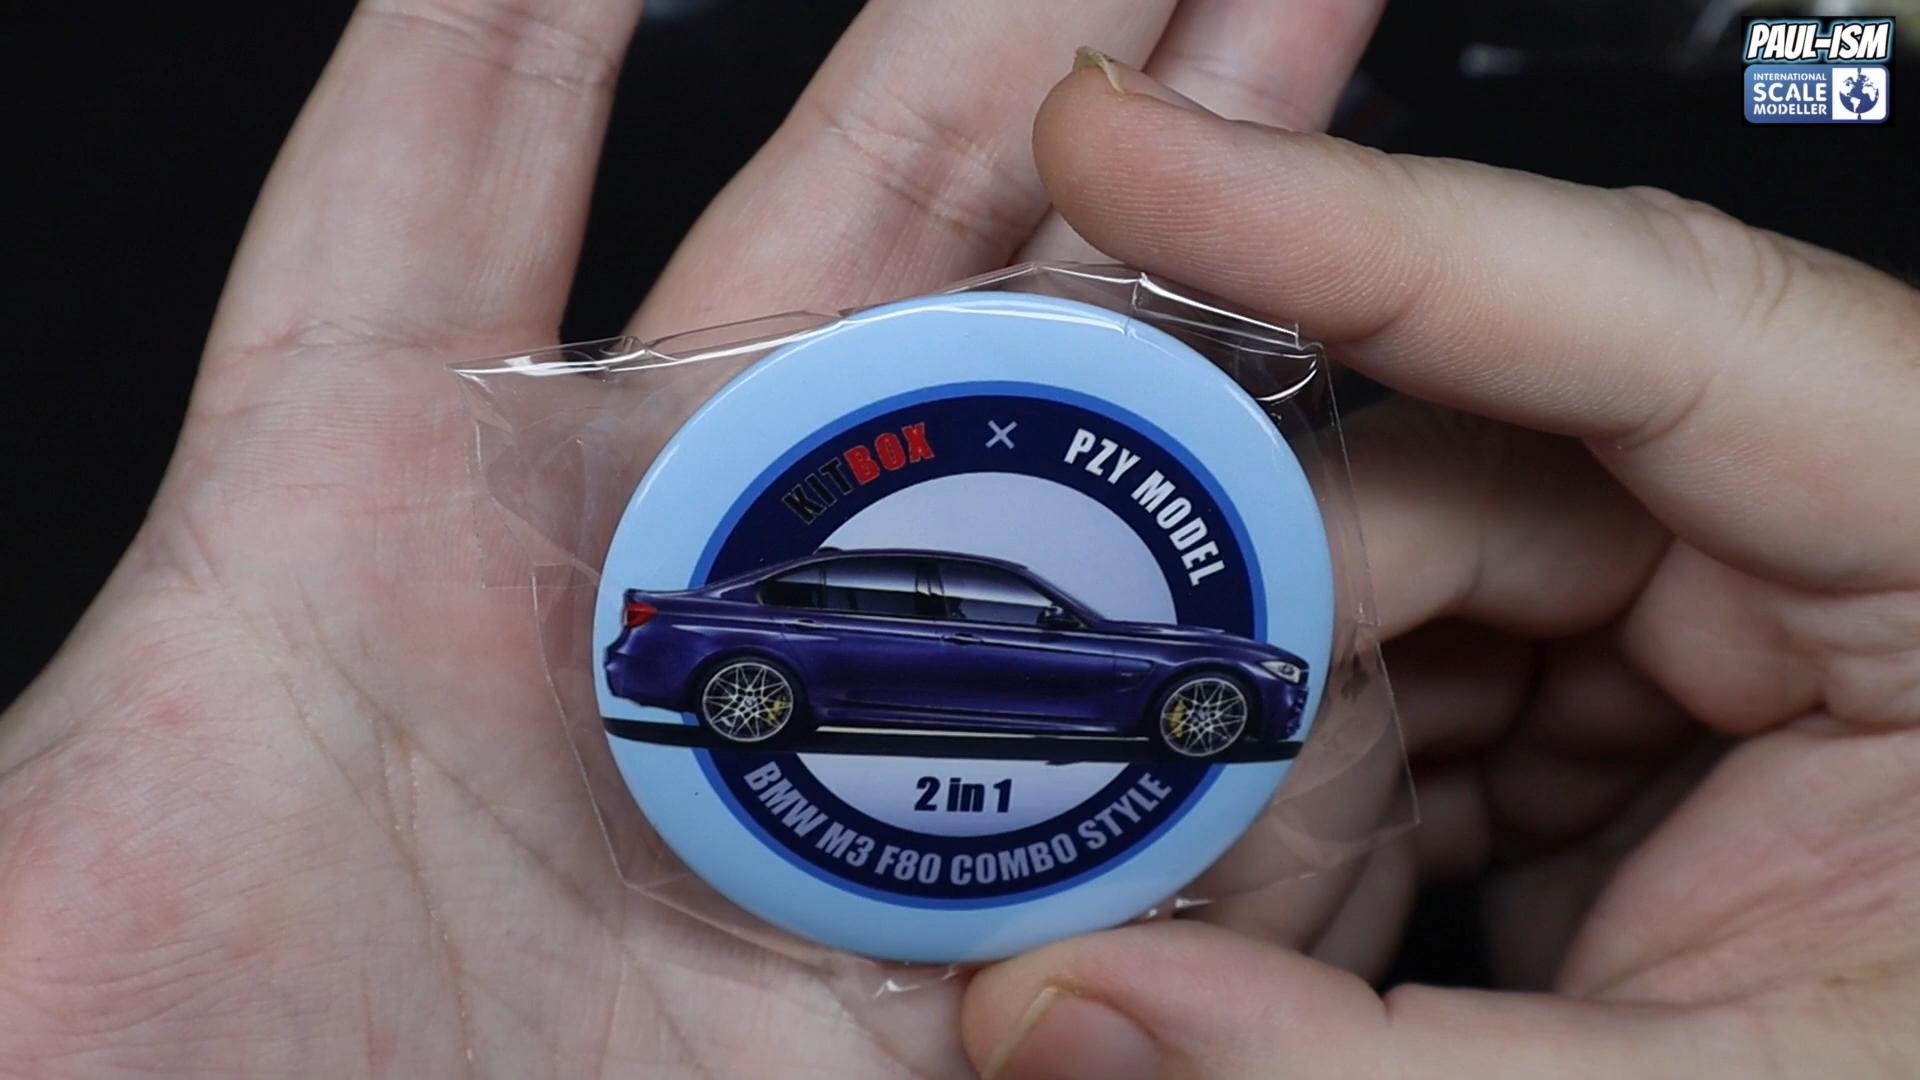 PAUL-ISM
INTERNATIONAL
SCALE
MODELLER
KITBOX × PZY MODEL
2 in 1
BMW M3 F80 COMBO STYLE